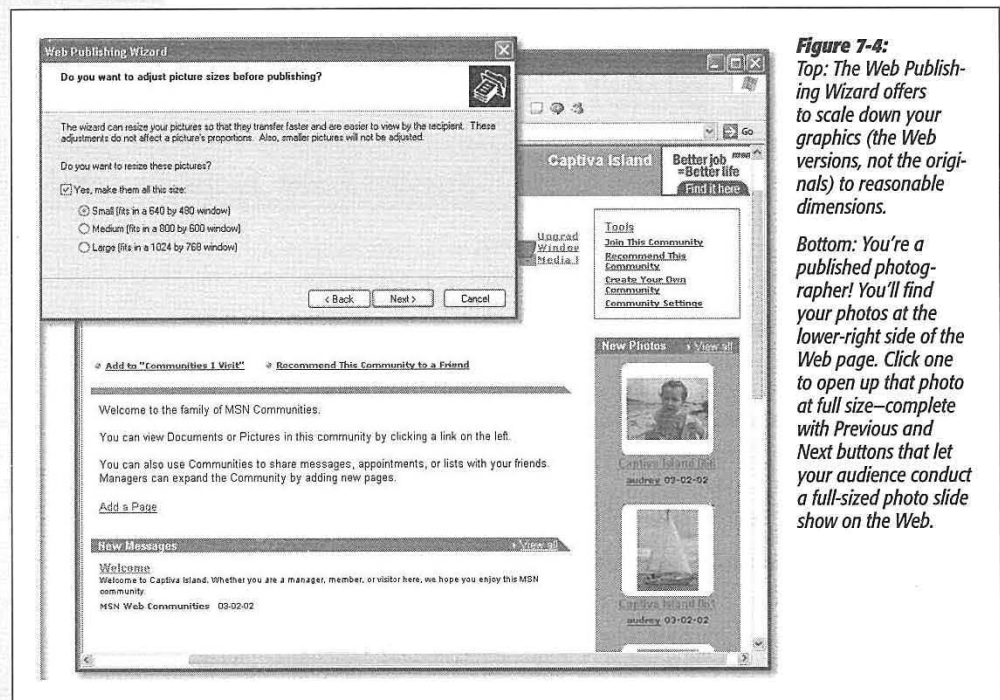 Web Publishing Wizard
Do you want to adjust picture sizes before publishing?
The wizard can resize your pictures so that they transfer faster and are easier to view by the recipient. These
adjustments do not affect a picture's proportions. Also, smaller pictures will not be adjusted.
Do you want to resize these pictures?
Yes, make them all this size:
Small (fits in a 640 by 480 window)
Medium (fits in a 800 by 600 window)
Large (fits in a 1024 by 768 window)
< Back
Next >
Cancel
Go
Captiva Island
Better job msn
=Better life
Find it here
Upgrad
Window
Media
Tools
Join This Community
Recommend This
Community
Create Your Own
Community
Community Settings
Add to "Communities I Visit"
Recommend This Community to a Friend
Welcome to the family of MSN Communities.
You can view Documents or Pictures in this community by clicking a link on the left.
You can also use Communities to share messages, appointments, or lists with your friends.
Managers can expand the Community by adding new pages.
Add a Page
New Messages
View all
Welcome
Welcome to Captiva Island. Whether you are a manager, member, or visitor here, we hope you enjoy this MSN
community.
MSN Web Communities 03-02-02
New Photos
View all
Captiva Island
audrey 03-02-02
Captiva Island
audrey 03-02-02
Figure 7-4:
Top: The Web Publish-
ing Wizard offers
to scale down your
graphics (the Web
versions, not the origi-
nals) to reasonable
dimensions.
Bottom: You're a
published photog-
rapher! You'll find
your photos at the
lower-right side of the
Web page. Click one
to open up that photo
at full size—complete
with Previous and
Next buttons that let
your audience conduct
a full-sized photo slide
show on the Web.